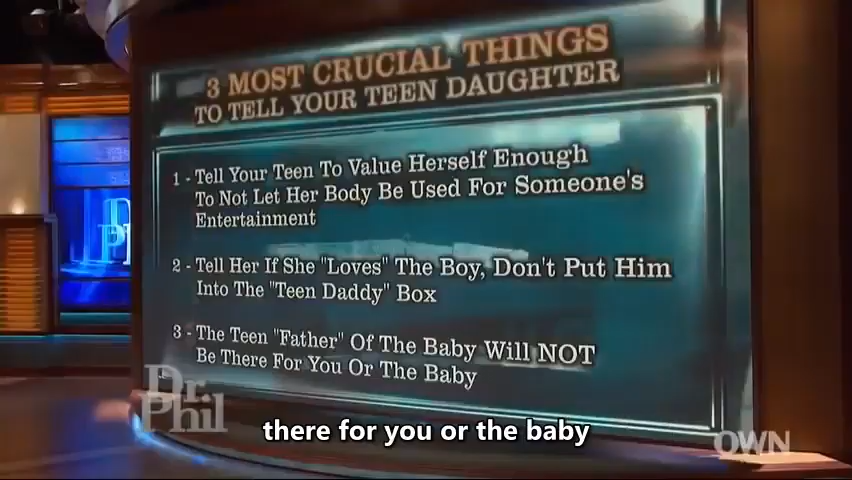 3 MOST CRUCIAL THINGS
TO TELL YOUR TEEN DAUGHTER
1 - Tell Your Teen To Value Herself Enough
To Not Let Her Body Be Used For Someone's
Entertainment
2 - Tell Her If She "Loves" The Boy, Don't Put Him
Into The "Teen Daddy" Box
3 - The Teen "Father" Of The Baby Will NOT
Be There For You Or The Baby
Dr.
Phil
there for you or the baby
OWN